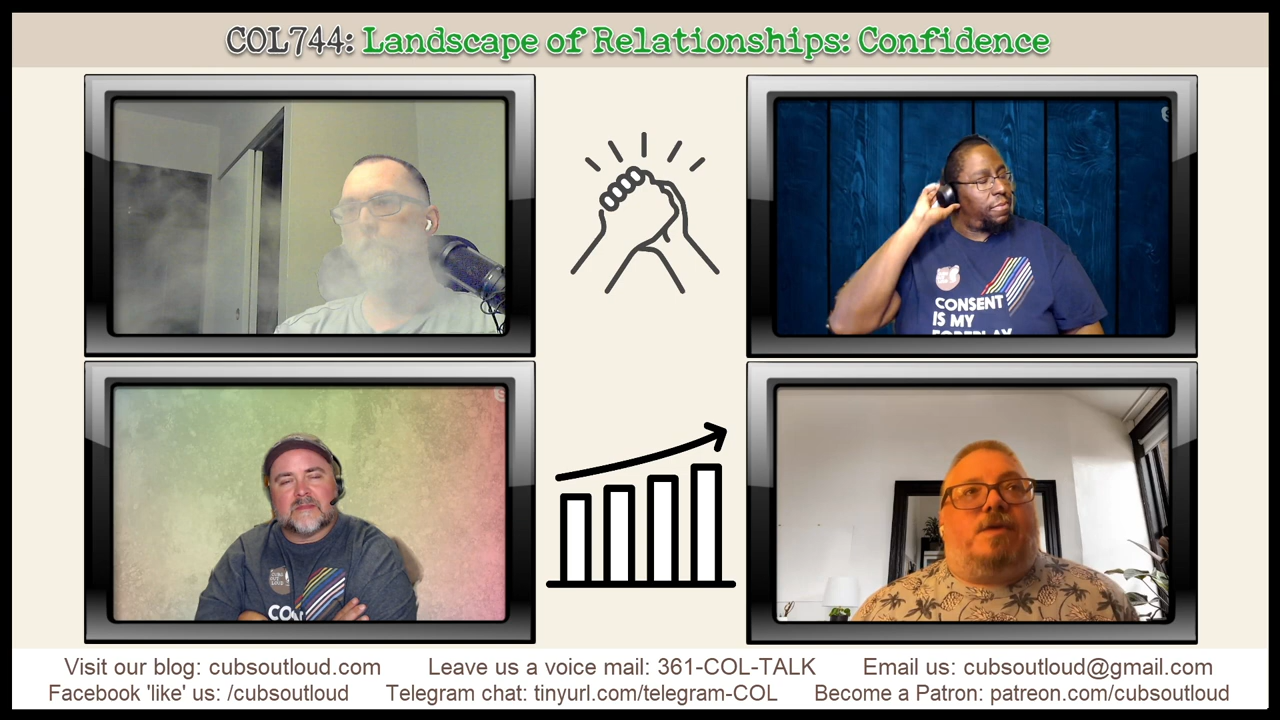 COL744: Landscape of Relationships: Confidence
CONSENT
IS MY
FOREPLAY
CON
Visit our blog: cubsoutloud.com Leave us a voice mail: 361-COL-TALK Email us: cubsoutloud@gmail.com
Facebook 'like' us: /cubsoutloud Telegram chat: tinyurl.com/telegram-COL Become a Patron: patreon.com/cubsoutloud